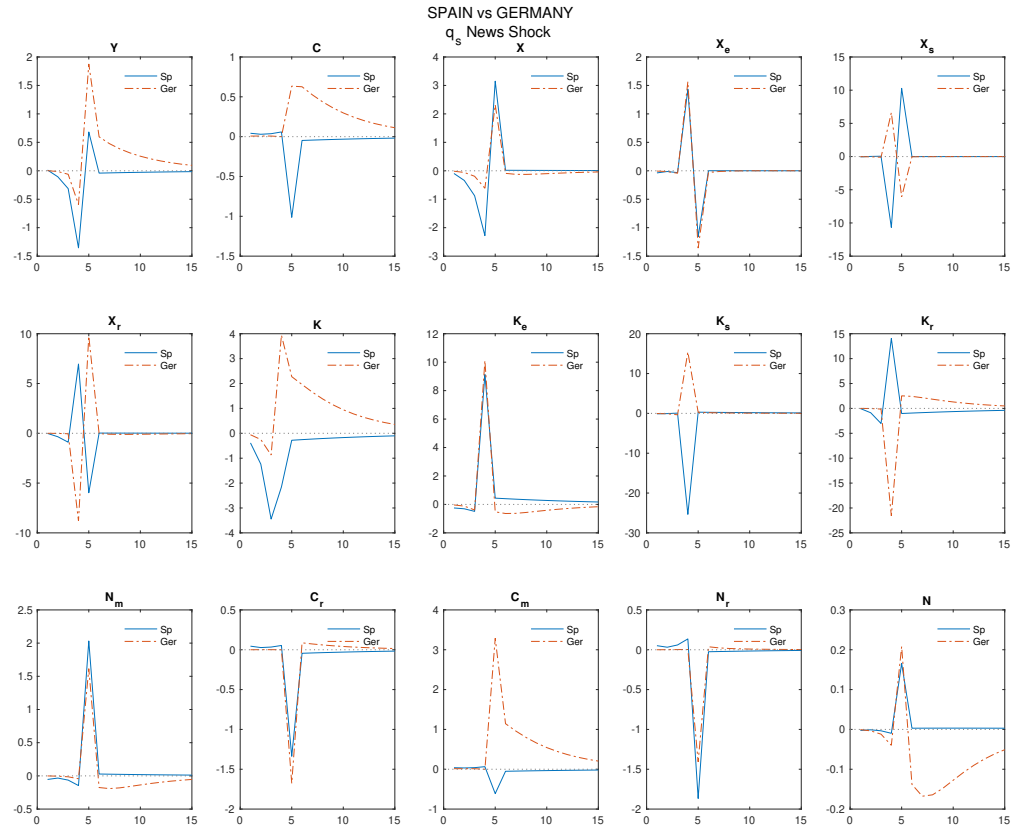 SPAIN vs GERMANY
q_s News Shock
Y
2
1.5
1
0.5
0
-0.5
-1
-1.5
0 5 10 15
Sp
Ger
C
1
0.5
0
-0.5
-1
-1.5
0 5 10 15
Sp
Ger
X
4
3
2
1
0
-1
-2
-3
0 5 10 15
Sp
Ger
X_e
2
1.5
1
0.5
0
-0.5
-1
-1.5
0 5 10 15
Sp
Ger
X_s
15
10
5
0
-5
-10
-15
0 5 10 15
Sp
Ger
X_r
10
5
0
-5
-10
0 5 10 15
Sp
Ger
K
4
3
2
1
0
-1
-2
-3
-4
0 5 10 15
Sp
Ger
K_e
12
10
8
6
4
2
0
-2
0 5 10 15
Sp
Ger
K_s
20
10
0
-10
-20
-30
0 5 10 15
Sp
Ger
K_r
15
10
5
0
-5
-10
-15
-20
-25
0 5 10 15
Sp
Ger
N_m
2.5
2
1.5
1
0.5
0
-0.5
0 5 10 15
Sp
Ger
C_r
0.5
0
-0.5
-1
-1.5
-2
0 5 10 15
Sp
Ger
C_m
4
3
2
1
0
-1
0 5 10 15
Sp
Ger
N_r
0.5
0
-0.5
-1
-1.5
-2
0 5 10 15
Sp
Ger
N
0.3
0.2
0.1
0
-0.1
-0.2
0 5 10 15
Sp
Ger